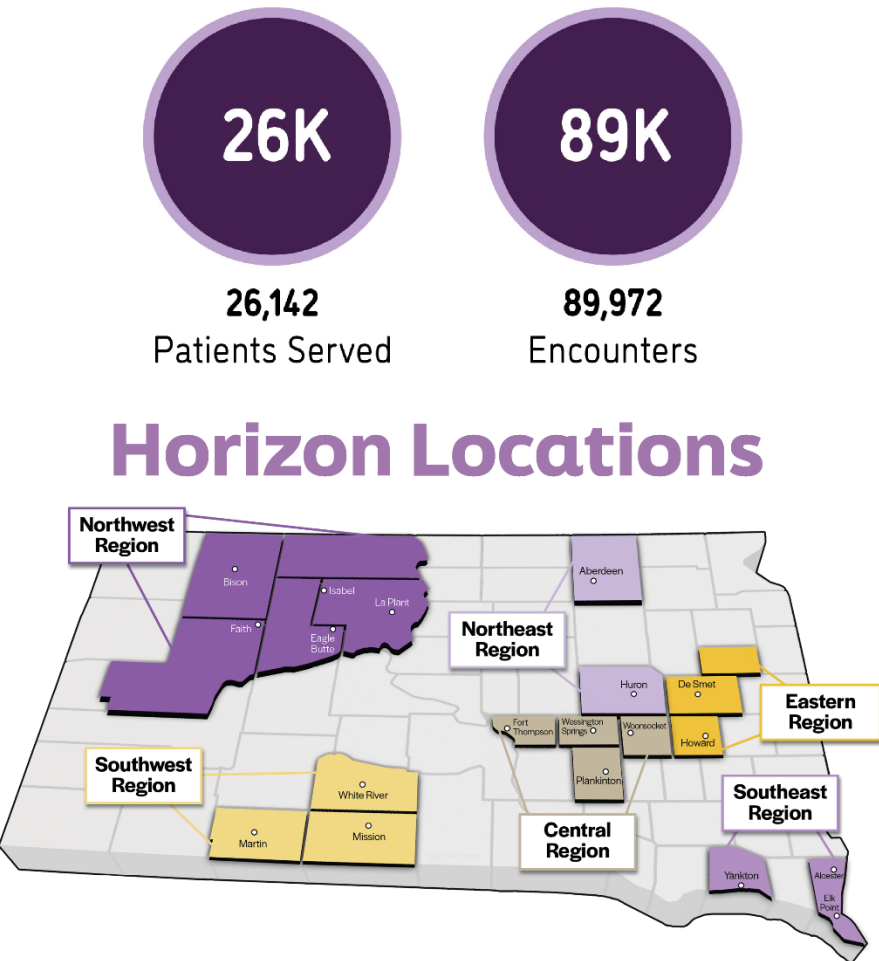 26K
89K
26,142
Patients Served
89,972
Encounters
Horizon Locations
Northwest
Region
Bison
Isabel
La Plant
Faith
Eagle
Butte
Aberdeen
Northeast
Region
Huron
De Smet
Eastern
Region
Fort
Thompson
Wessington
Springs
Woonsocket
Howard
Plankinton
Southwest
Region
White River
Martin
Mission
Central
Region
Southeast
Region
Yankton
Alcester
Elk
Point